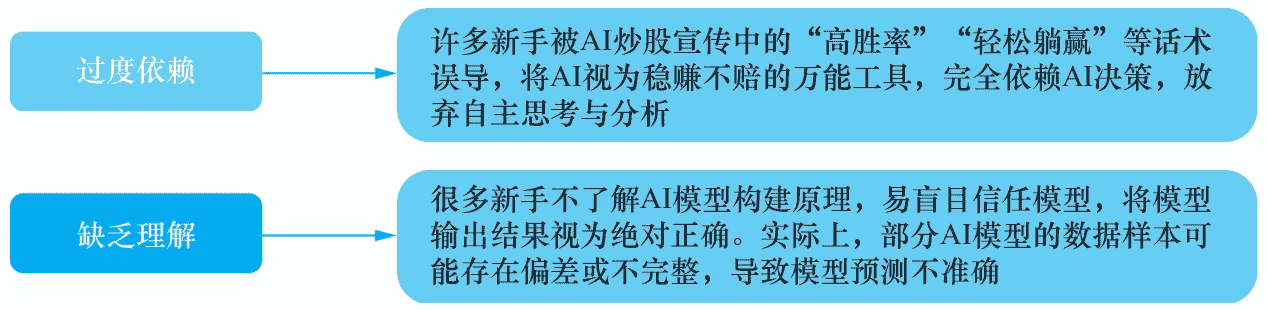 过度依赖
许多新手被AI炒股宣传中的“高胜率”“轻松躺赢”等话术
误导，将AI视为稳赚不赔的万能工具，完全依赖AI决策，放
弃自主思考与分析
缺乏理解
很多新手不了解AI模型构建原理，易盲目信任模型，将模型
输出结果视为绝对正确。实际上，部分AI模型的数据样本可
能存在偏差或不完整，导致模型预测不准确